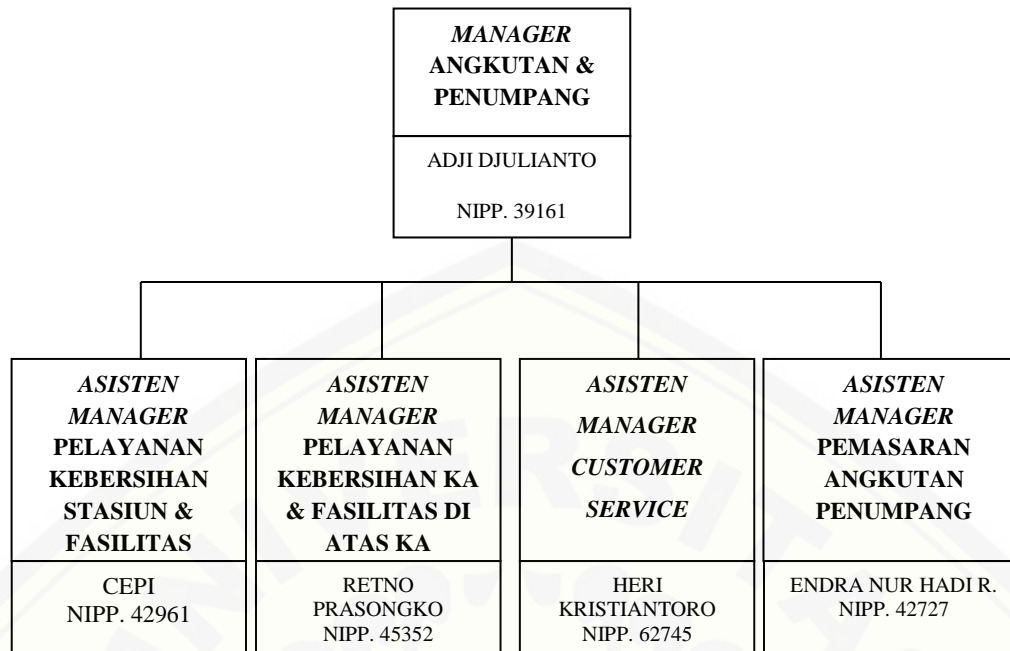 MANAGER
ANGKUTAN &
PENUMPANG
ADJI DJULIANTO
NIPP. 39161
ASISTEN
MANAGER
PELAYANAN
KEBERSIHAN
STASIUN &
FASILITAS
CEPI
NIPP. 42961
ASISTEN
MANAGER
PELAYANAN
KEBERSIHAN KA
& FASILITAS DI
ATAS KA
RETNO
PRASONGKO
NIPP. 45352
ASISTEN
MANAGER
CUSTOMER
SERVICE
HERI
KRISTIANTORO
NIPP. 62745
ASISTEN
MANAGER
PEMASARAN
ANGKUTAN
PENUMPANG
ENDRA NUR HADI R.
NIPP. 42727